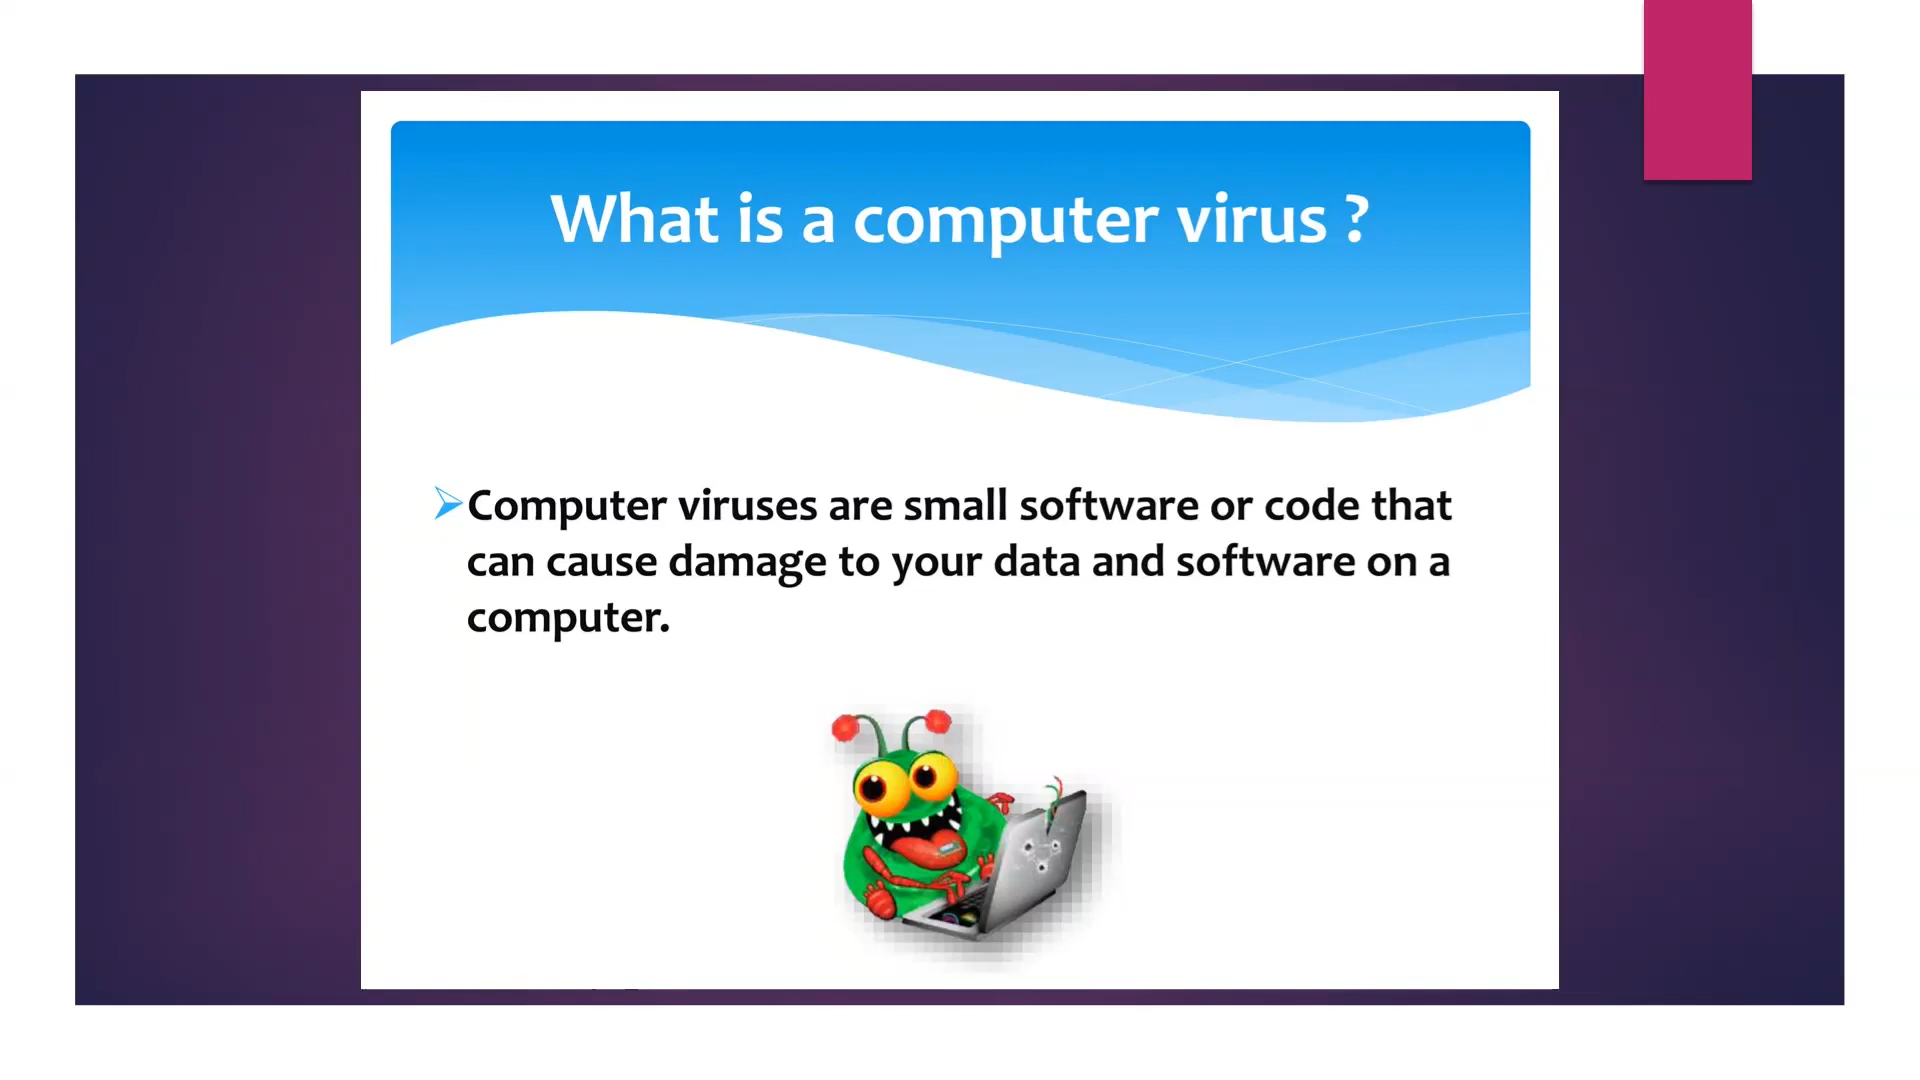 What is a computer virus ?
Computer viruses are small software or code that
can cause damage to your data and software on a
computer.